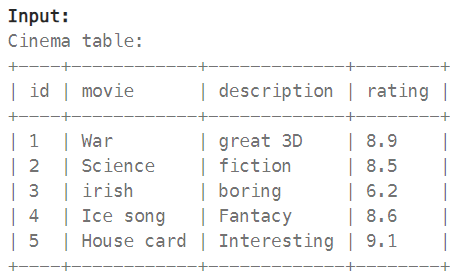 Input:
Cinema table:
+----+------------+-------------+--------+
| id | movie      | description | rating |
+----+------------+-------------+--------+
| 1  | War        | great 3D    | 8.9    |
| 2  | Science    | fiction     | 8.5    |
| 3  | irish      | boring      | 6.2    |
| 4  | Ice song   | Fantacy     | 8.6    |
| 5  | House card | Interesting | 9.1    |
+----+------------+-------------+--------+